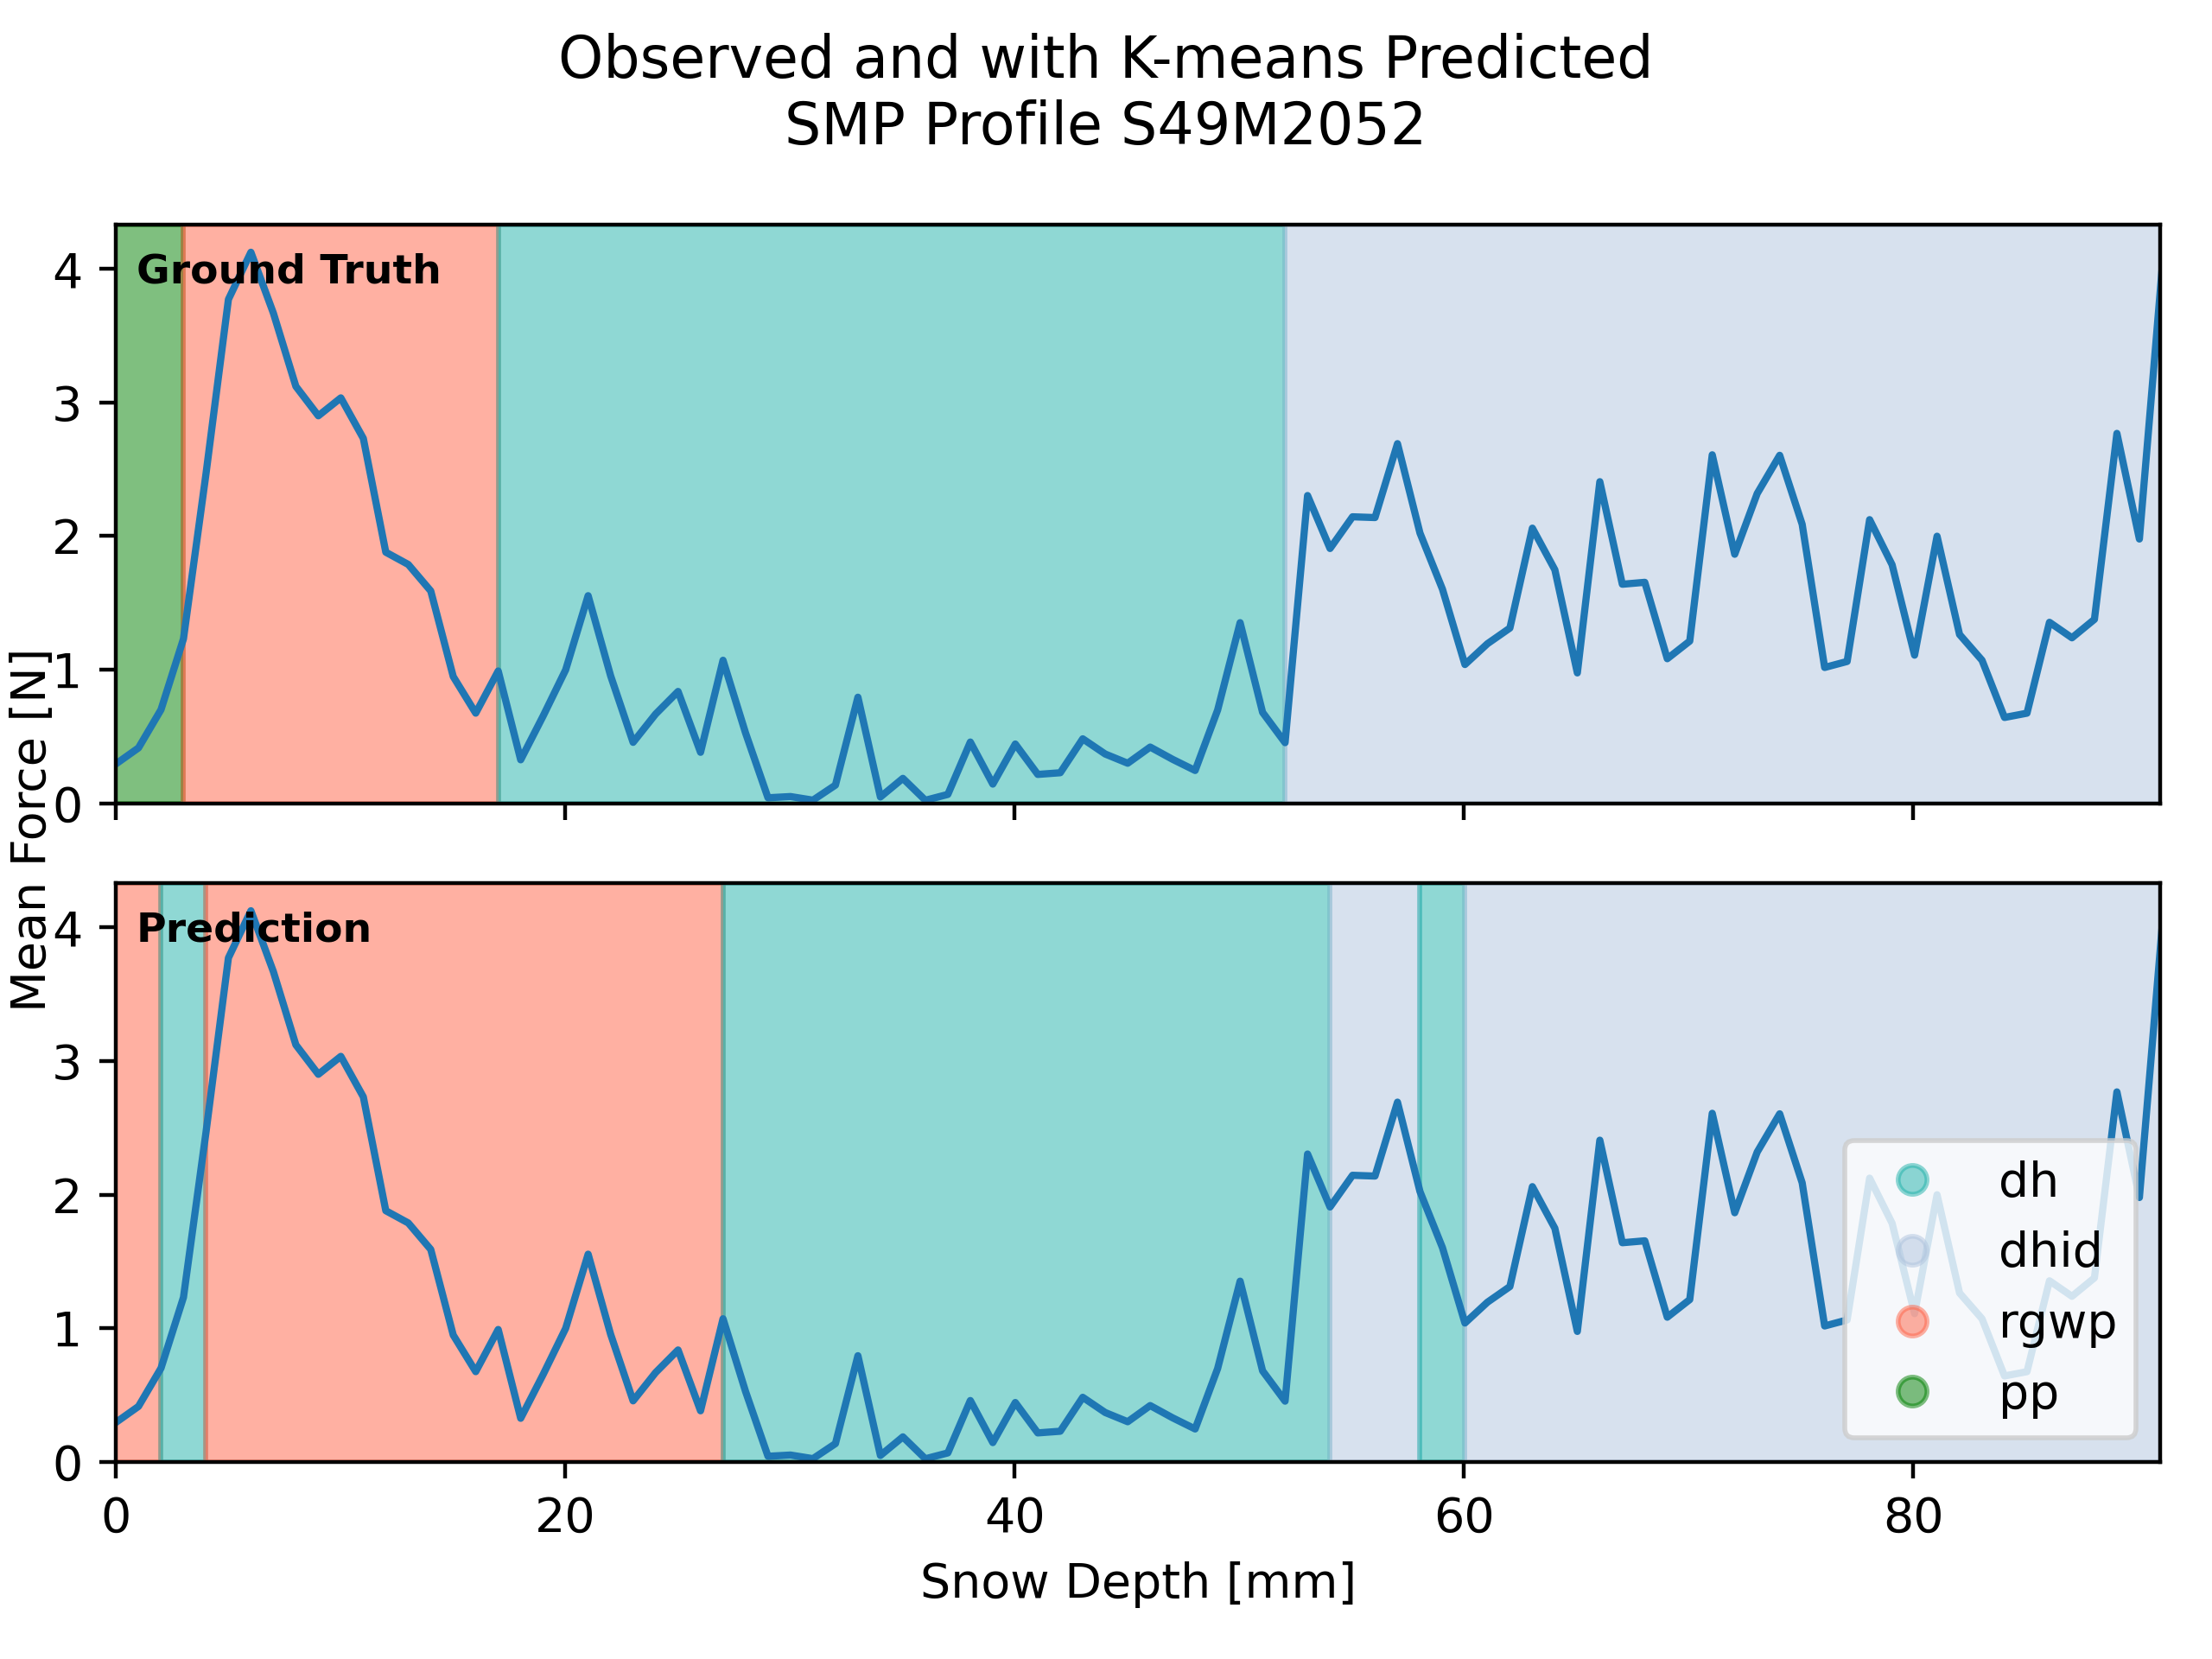 Observed and with K-means Predicted
SMP Profile S49M2052
Ground Truth
4
3
2
1
0
Mean Force [N]
Prediction
4
3
2
1
0
dh
dhid
rgwp
pp
0 20 40 60 80
Snow Depth [mm]